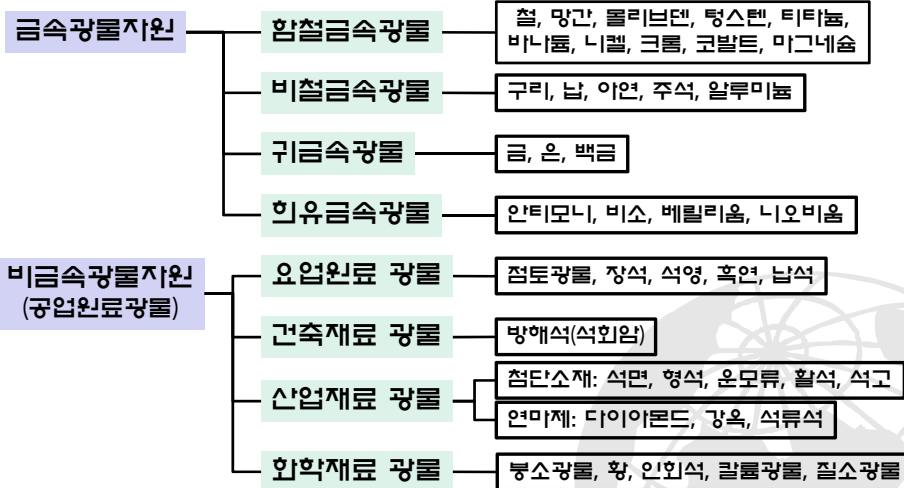 금속광물자원
함철금속광물
철, 망간, 몰리브덴, 텅스텐, 티타늄,
바나듐, 니켈, 크롬, 코발트, 마그네슘
비철금속광물
구리, 납, 아연, 주석, 알루미늄
귀금속광물
금, 은, 백금
희유금속광물
안티모니, 비소, 베릴리움, 니오비움
비금속광물자원
(공업원료광물)
요업원료 광물
점토광물, 장석, 석영, 흑연, 납석
건축재료 광물
방해석(석회암)
산업재료 광물
첨단소재: 석면, 형석, 운모류, 활석, 석고
연마제: 다이아몬드, 강옥, 석류석
화학재료 광물
붕소광물, 황, 인회석, 칼륨광물, 질소광물